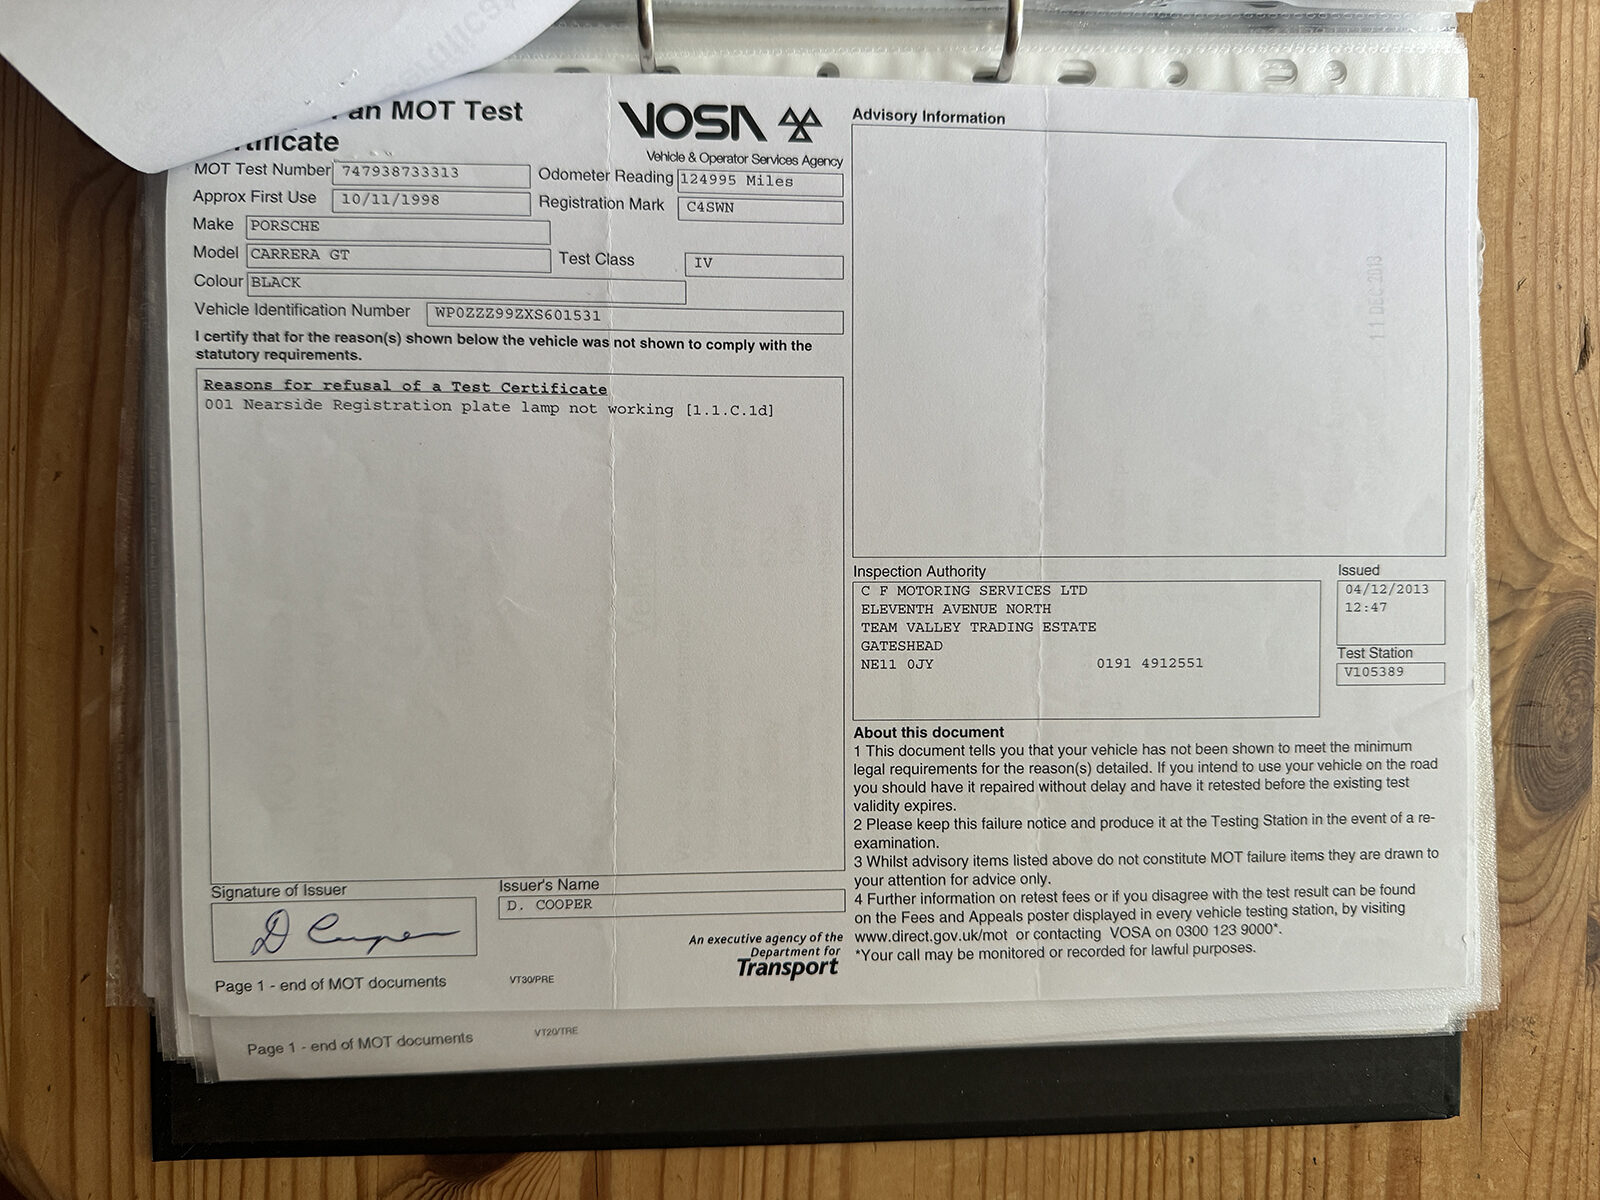 an MOT Test
Certificate
MOT Test Number 747938733313
Approx First Use 10/11/1998
Make PORSCHE
Model CARRERA GT
Colour BLACK
VOSA
Vehicle & Operator Services Agency
Odometer Reading 124995 Miles
Registration Mark C4SWN
Test Class IV
Vehicle Identification Number WP0ZZZ99ZXS601531
I certify that for the reason(s) shown below the vehicle was not shown to comply with the
statutory requirements.
Reasons for refusal of a Test Certificate
001 Nearside Registration plate lamp not working [1.1.C.1d]
Signature of Issuer
D Cooper
Issuer's Name
D. COOPER
An executive agency of the
Department for
Transport
Page 1 - end of MOT documents
VT30/PRE
Advisory Information
11 DEC 2013
Inspection Authority
C F MOTORING SERVICES LTD
ELEVENTH AVENUE NORTH
TEAM VALLEY TRADING ESTATE
GATESHEAD
NE11 0JY 0191 4912551
Issued
04/12/2013
12:47
Test Station
V105389
About this document
1 This document tells you that your vehicle has not been shown to meet the minimum
legal requirements for the reason(s) detailed. If you intend to use your vehicle on the road
you should have it repaired without delay and have it retested before the existing test
validity expires.
2 Please keep this failure notice and produce it at the Testing Station in the event of a re-
examination.
3 Whilst advisory items listed above do not constitute MOT failure items they are drawn to
your attention for advice only.
4 Further information on retest fees or if you disagree with the test result can be found
on the Fees and Appeals poster displayed in every vehicle testing station, by visiting
www.direct.gov.uk/mot or contacting VOSA on 0300 123 9000*.
*Your call may be monitored or recorded for lawful purposes.
Page 1 - end of MOT documents
VT20/TRE